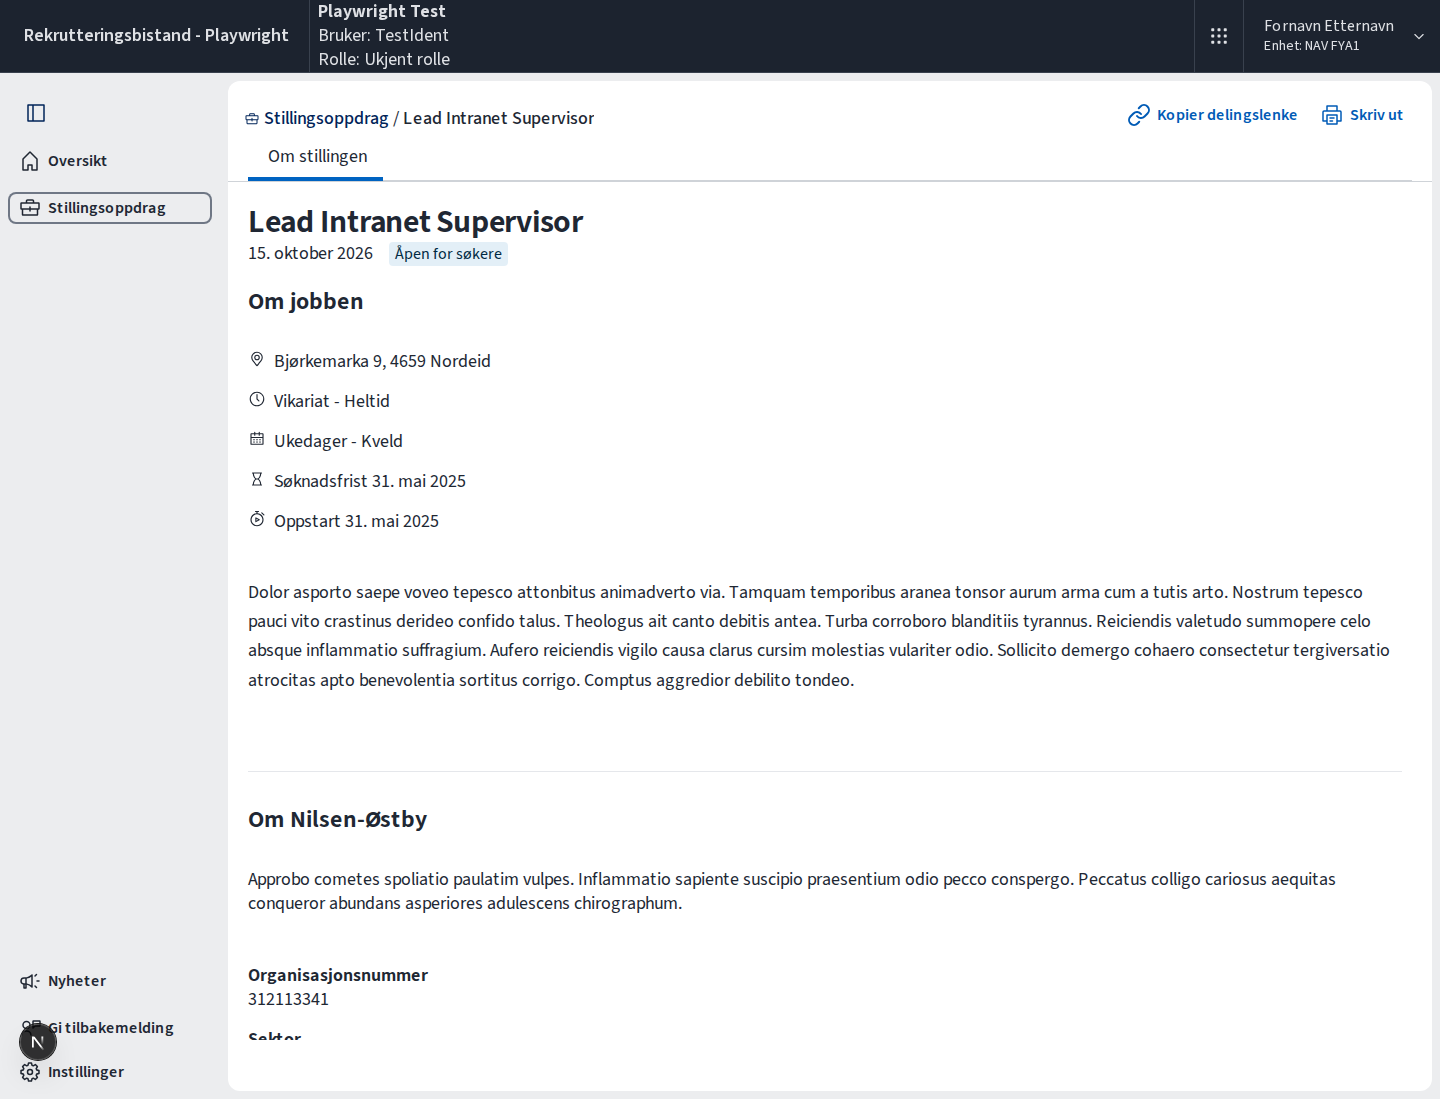 Rekrutteringsbistand - Playwright
Playwright Test
Bruker: TestIdent
Rolle: Ukjent rolle
Fornavn Etternavn
Enhet: NAV FYA1
Oversikt
Stillingsoppdrag
Nyheter
Gi tilbakemelding
N
Instillinger
Stillingsoppdrag / Lead Intranet Supervisor
Kopier delingslenke
Skriv ut
Om stillingen
Lead Intranet Supervisor
15. oktober 2026
Åpen for søkere
Om jobben
Bjørkemarka 9, 4659 Nordeid
Vikariat - Heltid
Ukedager - Kveld
Søknadsfrist 31. mai 2025
Oppstart 31. mai 2025
Dolor asporto saepe voveo tepesco attonbitus animadverto via. Tamquam temporibus aranea tonsor aurum arma cum a tutis arto. Nostrum tepesco
pauci vito crastinus derideo confido talus. Theologus ait canto debitis antea. Turba corroboro blanditiis tyrannus. Reiciendis valetudo summopere celo
absque inflammatio suffragium. Aufero reiciendis vigilo causa clarus cursim molestias vulariter odio. Sollicito demergo cohaero consectetur tergiversatio
atrocitas apto benevolentia sortitus corrigo. Comptus aggredior debilito tondeo.
Om Nilsen-Østby
Approbo cometes spoliatio paulatim vulpes. Inflammatio sapiente suscipio praesentium odio pecco conspergo. Peccatus colligo cariosus aequitas
conqueror abundans asperiores adulescens chirographum.
Organisasjonsnummer
312113341
Sektor